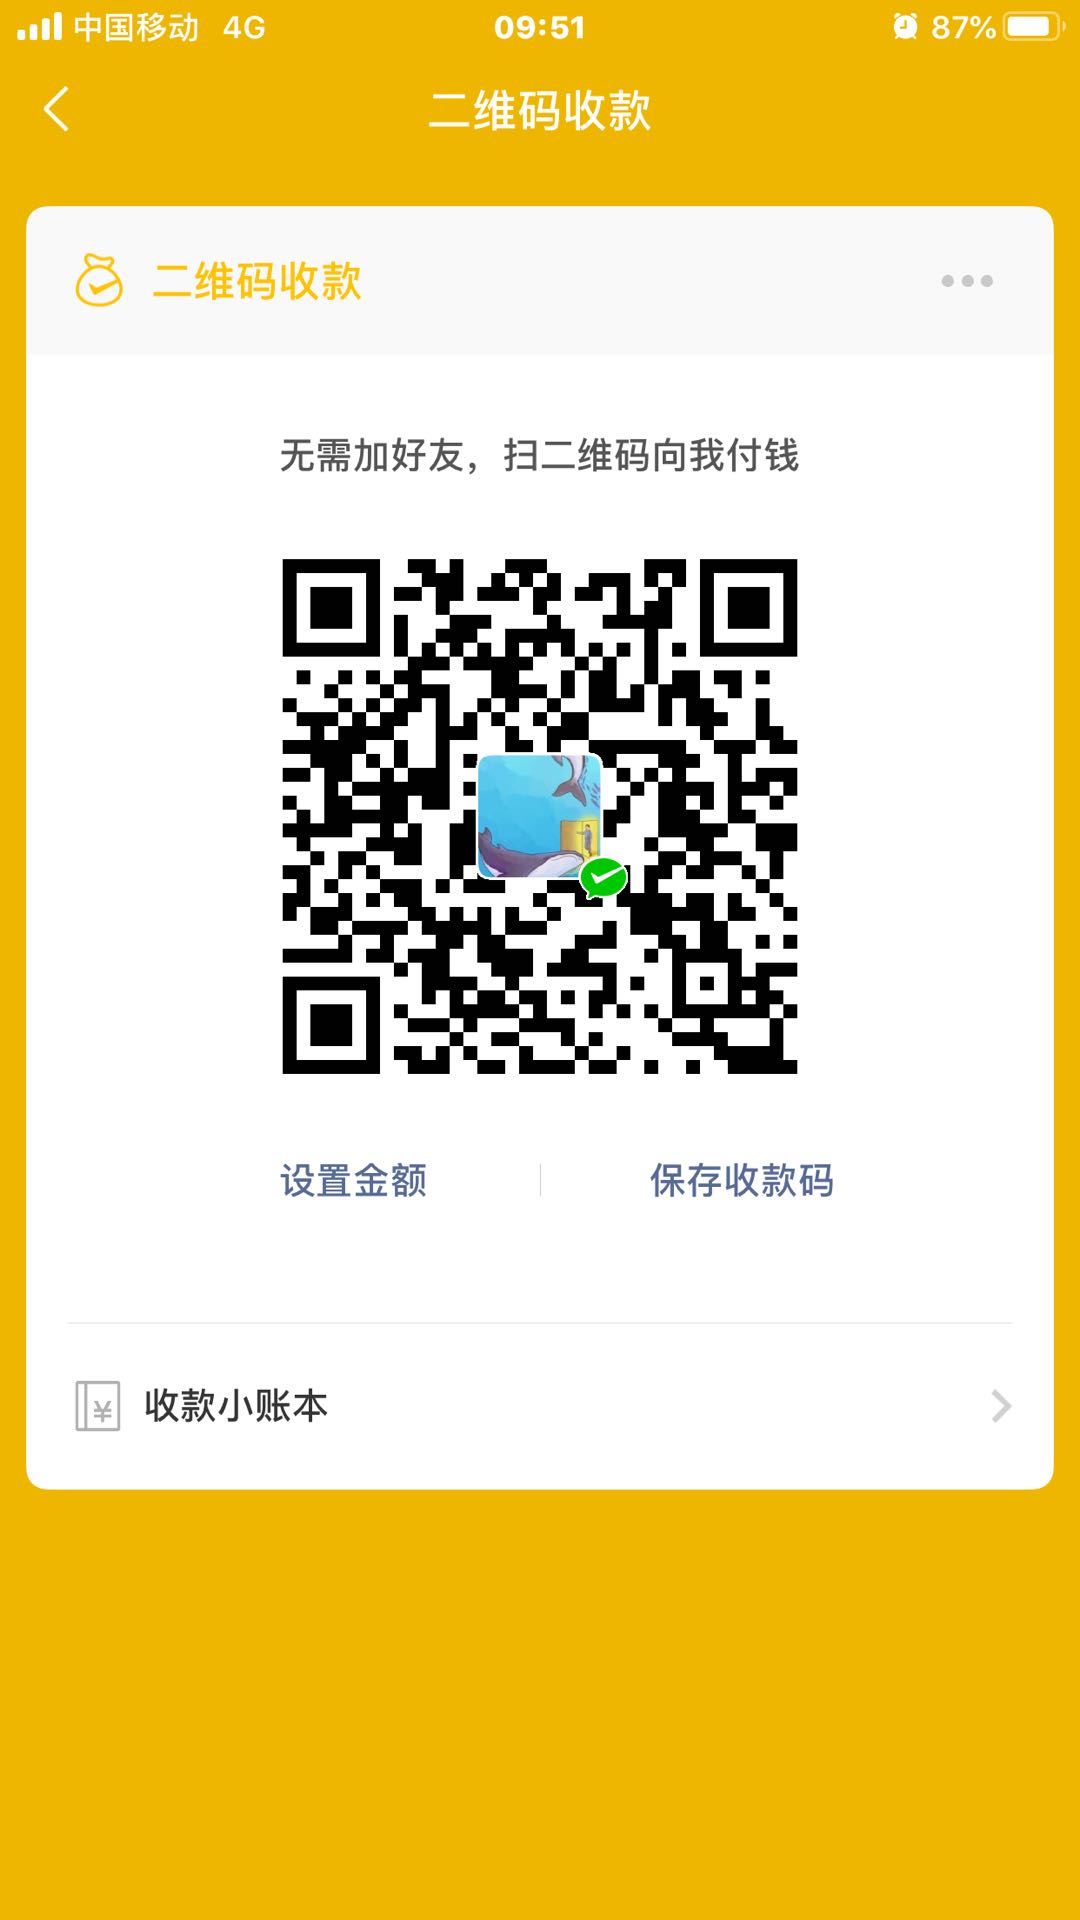 中国移动 4G 09:51 87%
二维码收款
二维码收款
无需加好友，扫二维码向我付钱
设置金额 保存收款码
¥ 收款小账本